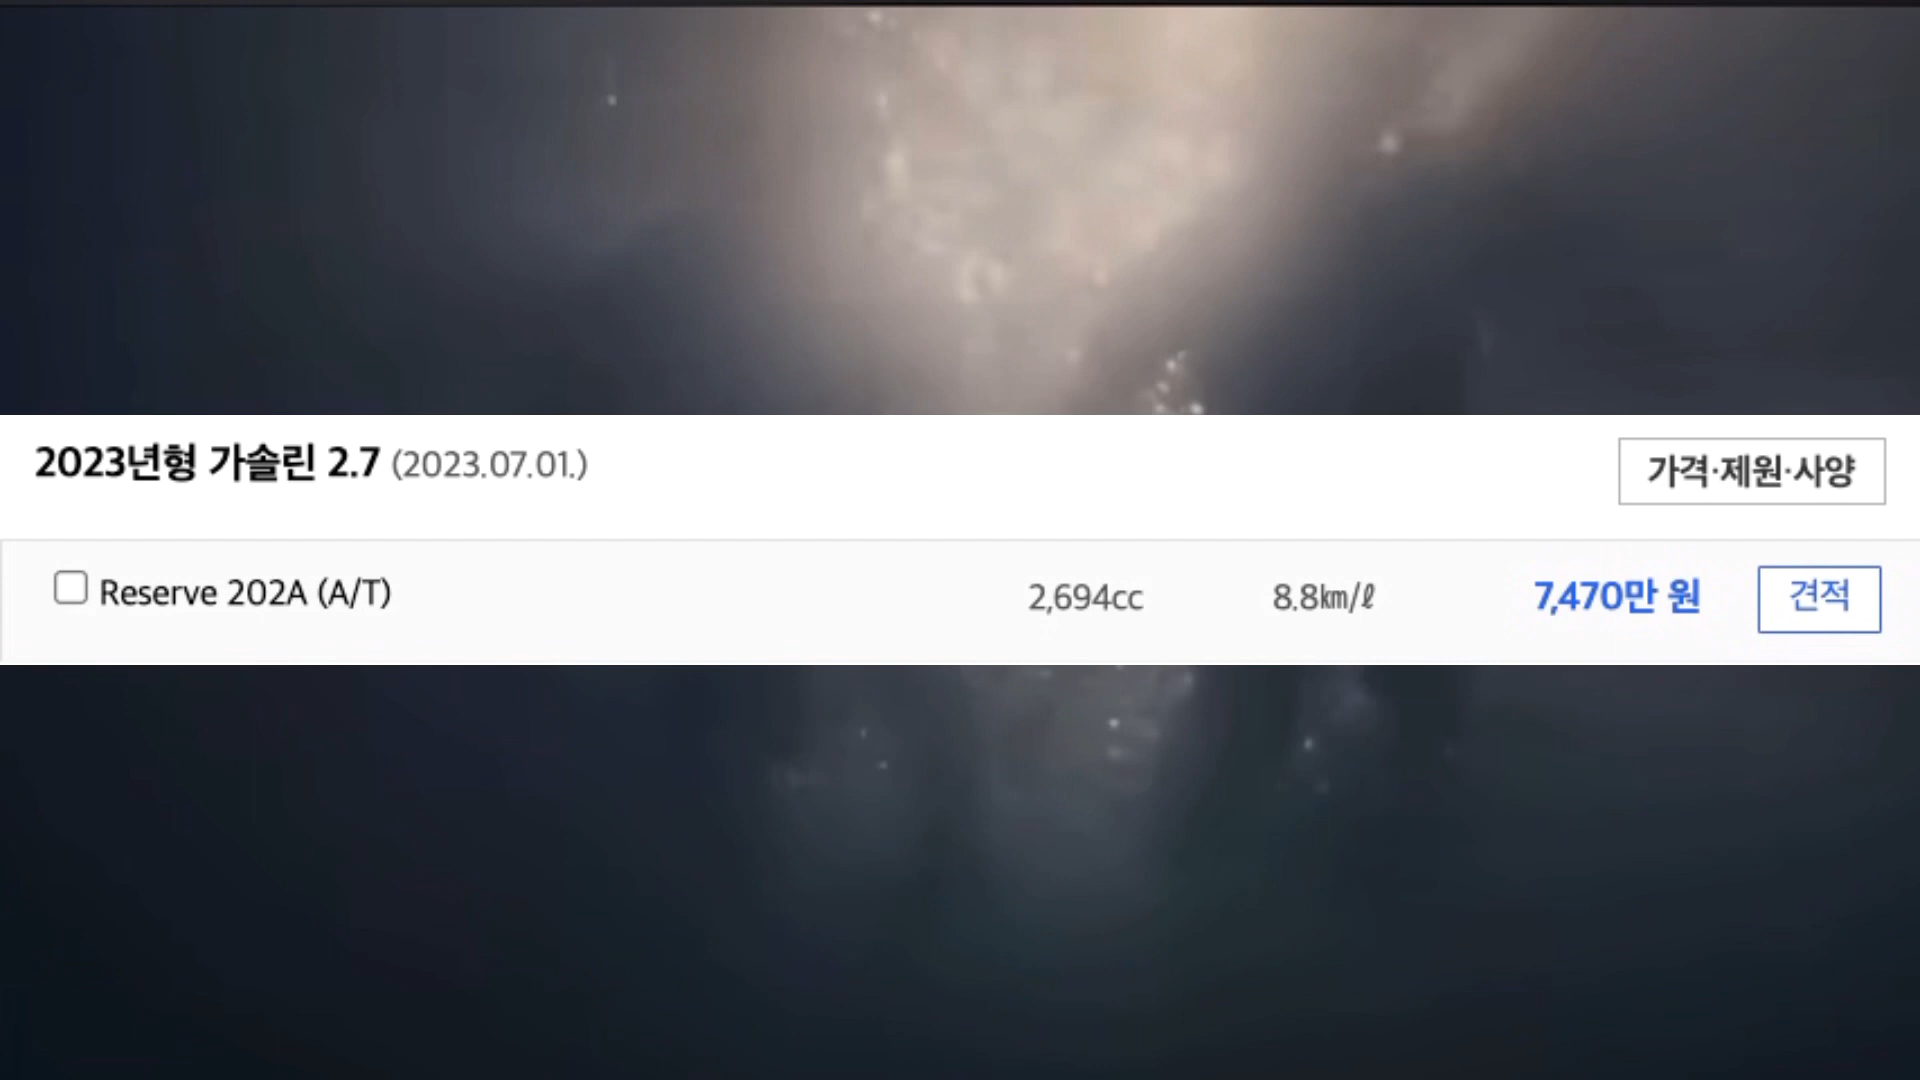 2023년형 가솔린 2.7 (2023.07.01.)
가격·제원·사양
Reserve 202A (A/T) 2,694cc 8.8㎞/ℓ 7,470만 원 견적